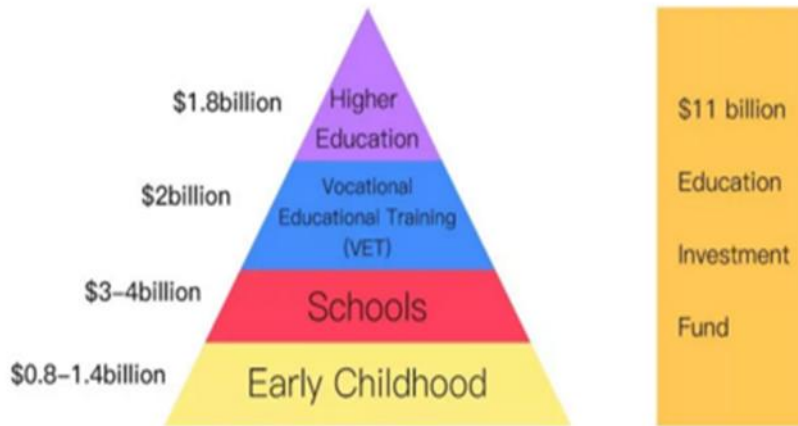 $1.8billion
Higher
Education
$2billion
Vocational
Educational Training
(VET)
$3-4billion
Schools
$0.8-1.4billion
Early Childhood
$11 billion
Education
Investment
Fund